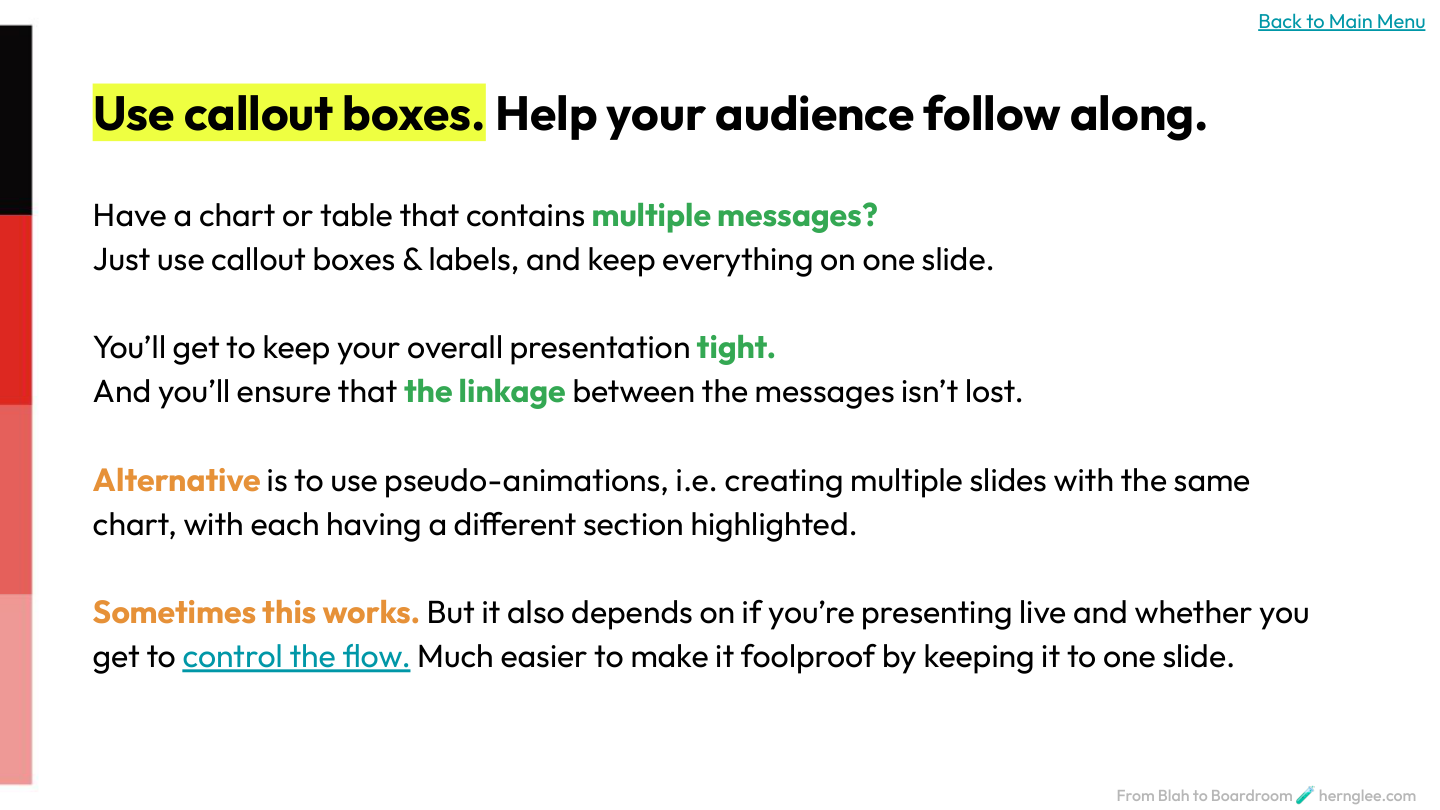 Back to Main Menu
Use callout boxes. Help your audience follow along.
Have a chart or table that contains multiple messages?
Just use callout boxes & labels, and keep everything on one slide.
You’ll get to keep your overall presentation tight.
And you’ll ensure that the linkage between the messages isn’t lost.
Alternative is to use pseudo-animations, i.e. creating multiple slides with the same
chart, with each having a different section highlighted.
Sometimes this works. But it also depends on if you’re presenting live and whether you
get to control the flow. Much easier to make it foolproof by keeping it to one slide.
From Blah to Boardroom 🧪 hernglee.com